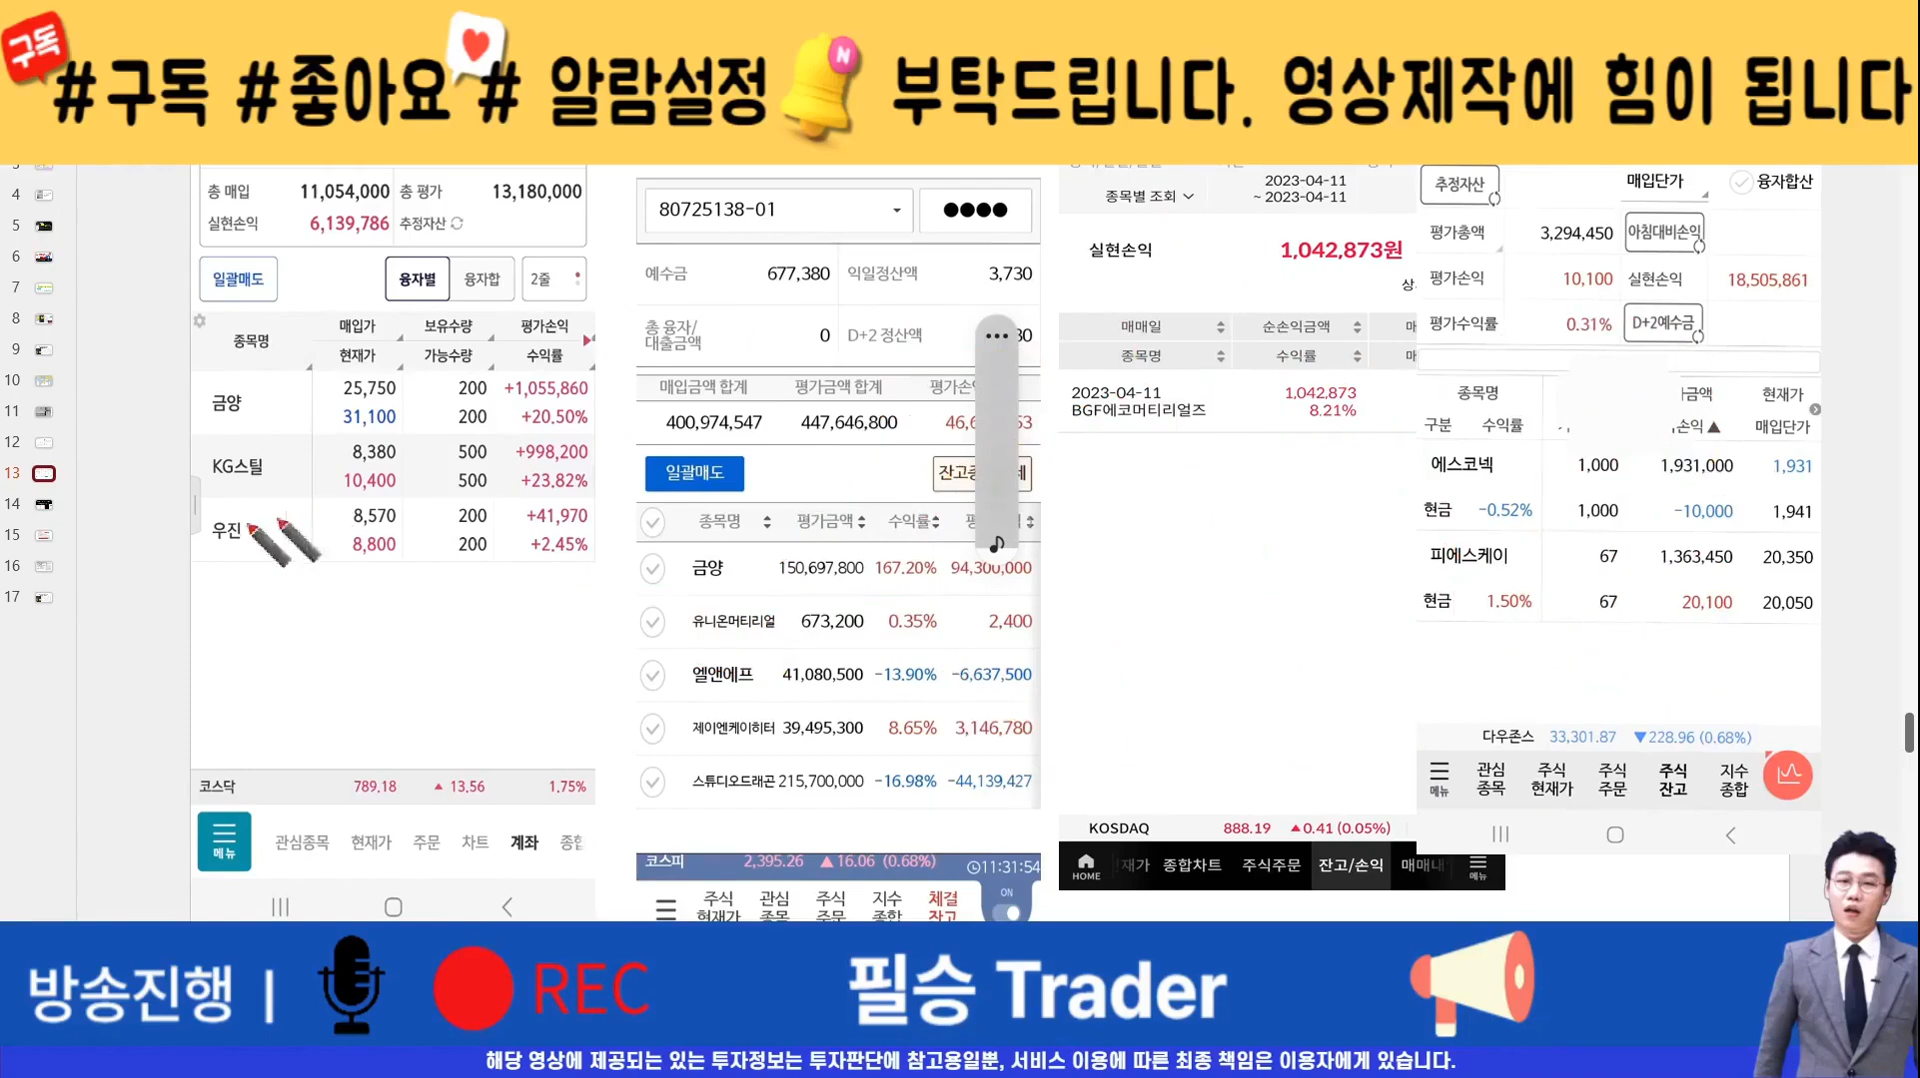 구독
N
#구독 #좋아요 # 알람설정 부탁드립니다. 영상제작에 힘이 됩니다
4
5
6
7
8
9
10
11
12
13
14
15
16
17
총 매입 11,054,000 총 평가 13,180,000
실현손익 6,139,786 추정자산
일괄매도 융자별 융자합 2줄
종목명 매입가 보유수량 평가손익
현재가 가능수량 수익률
금양 25,750 200 +1,055,860
31,100 200 +20.50%
KG스틸 8,380 500 +998,200
10,400 500 +23.82%
우진 8,570 200 +41,970
8,800 200 +2.45%
코스닥 789.18 ▲ 13.56 1.75%
메뉴 관심종목 현재가 주문 차트 계좌 종합
80725138-01 ●●●●
예수금 677,380 익일정산액 3,730
총 융자/
대출금액 0 D+2 정산액
매입금액 합계 평가금액 합계
400,974,547 447,646,800
일괄매도
종목명 평가금액 수익률
금양 150,697,800 167.20% 94,300,000
유니온머티리얼 673,200 0.35% 2,400
엘앤에프 41,080,500 -13.90% -6,637,500
제이엔케이히터 39,495,300 8.65% 3,146,780
스튜디오드래곤 215,700,000 -16.98% -44,139,427
코스피 2,395.26 ▲ 16.06 (0.68%) 11:31:54
ON
주식 관심 주식 지수 체결
현재가 종목 주문 종합 잔고
종목별 조회 2023-04-11
~ 2023-04-11
실현손익 1,042,873원
매매일 순손익금액
종목명 수익률
2023-04-11 1,042,873
BGF에코머티리얼즈 8.21%
KOSDAQ 888.19 ▲0.41 (0.05%)
HOME 종합차트 주식주문 잔고/손익 매매내 메뉴
추정자산 매입단가 융자합산
평가총액 3,294,450 아침대비손익
평가손익 10,100 실현손익 18,505,861
평가수익률 0.31% D+2예수금
종목명 현재가
구분 수익률 손익▲ 매입단가
에스코넥 1,000 1,931,000 1,931
현금 -0.52% 1,000 -10,000 1,941
피에스케이 67 1,363,450 20,350
현금 1.50% 67 20,100 20,050
다우존스 33,301.87 ▼228.96 (0.68%)
메뉴 관심 주식 주식 주식 지수
종목 현재가 주문 잔고 종합
방송진행 | REC 필승 Trader
해당 영상에 제공되는 있는 투자정보는 투자판단에 참고용일뿐, 서비스 이용에 따른 최종 책임은 이용자에게 있습니다.